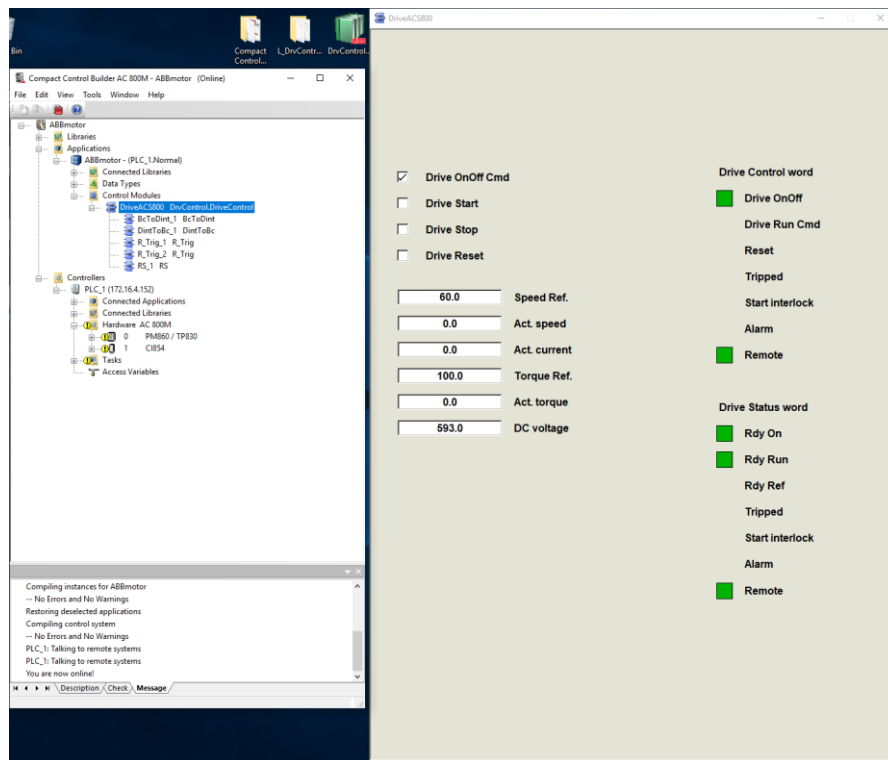 Bin
Compact Control...
L_DrvContr...
DrvControl...
Compact Control Builder AC 800M - ABBmotor (Online)
File Edit View Tools Window Help
ABBmotor
Libraries
Applications
ABBmotor - (PLC_1.Normal)
Connected Libraries
Data Types
Control Modules
DriveACS800 DrvControl.DriveControl
BcToDint_1 BcToDint
DintToBc_1 DintToBc
R_Trig_1 R_Trig
R_Trig_2 R_Trig
RS_1 RS
Controllers
PLC_1 (172.16.4.152)
Connected Applications
Connected Libraries
Hardware AC 800M
0 PM860 / TP830
1 CI854
Tasks
Access Variables
Compiling instances for ABBmotor
-- No Errors and No Warnings
Restoring deselected applications
Compiling control system
-- No Errors and No Warnings
PLC_1: Talking to remote systems
PLC_1: Talking to remote systems
You are now online!
Description Check Message
DriveACS800
Drive OnOff Cmd
Drive Start
Drive Stop
Drive Reset
60.0 Speed Ref.
0.0 Act. speed
0.0 Act. current
100.0 Torque Ref.
0.0 Act. torque
593.0 DC voltage
Drive Control word
Drive OnOff
Drive Run Cmd
Reset
Tripped
Start interlock
Alarm
Remote
Drive Status word
Rdy On
Rdy Run
Rdy Ref
Tripped
Start interlock
Alarm
Remote